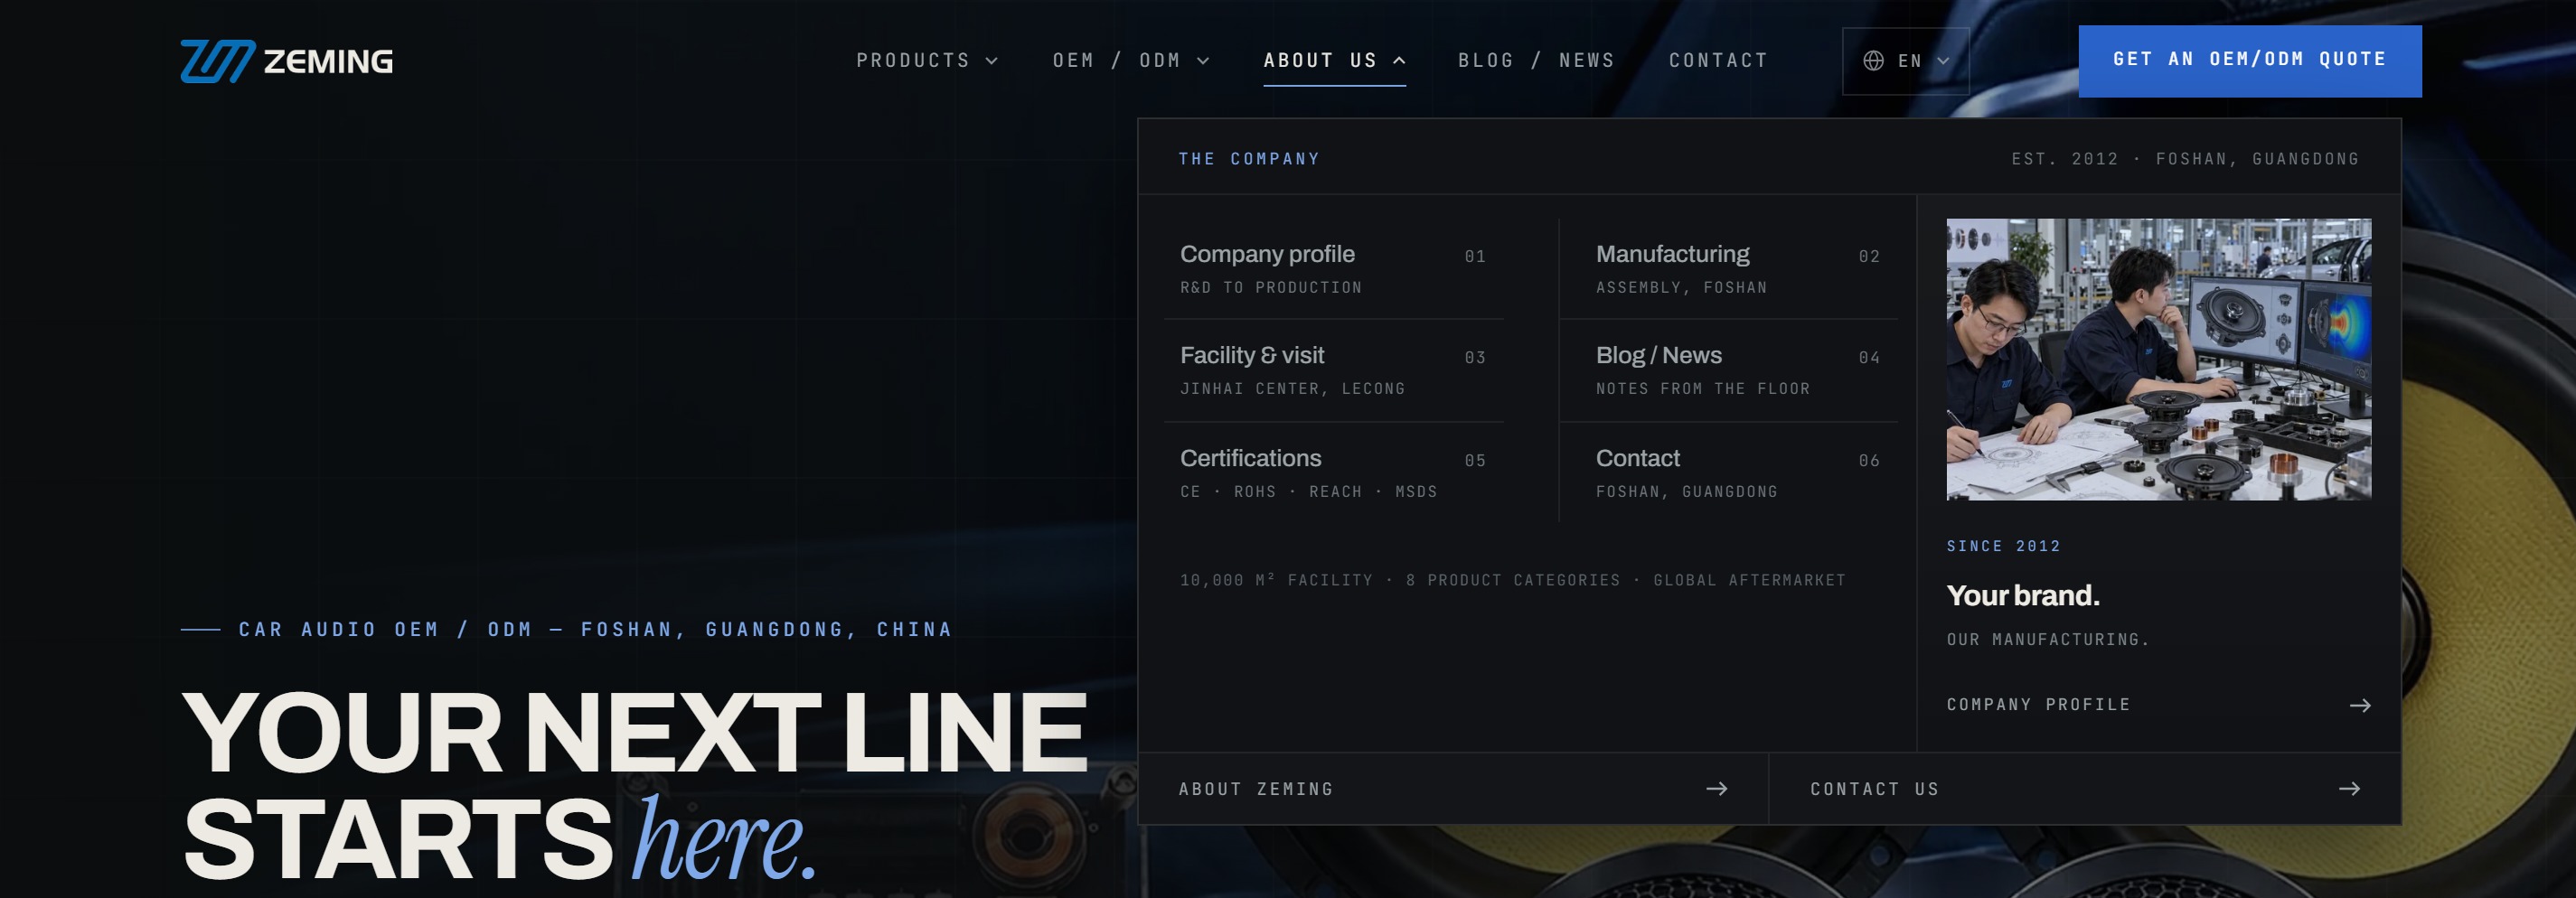 ZEMING
PRODUCTS
OEM / ODM
ABOUT US
BLOG / NEWS
CONTACT
EN
GET AN OEM/ODM QUOTE
THE COMPANY
EST. 2012 · FOSHAN, GUANGDONG
Company profile 01
R&D TO PRODUCTION
Manufacturing 02
ASSEMBLY, FOSHAN
Facility & visit 03
JINHAI CENTER, LECONG
Blog / News 04
NOTES FROM THE FLOOR
Certifications 05
CE · ROHS · REACH · MSDS
Contact 06
FOSHAN, GUANGDONG
10,000 M² FACILITY · 8 PRODUCT CATEGORIES · GLOBAL AFTERMARKET
SINCE 2012
Your brand.
OUR MANUFACTURING.
COMPANY PROFILE
ABOUT ZEMING
CONTACT US
CAR AUDIO OEM / ODM — FOSHAN, GUANGDONG, CHINA
YOUR NEXT LINE
STARTS here.